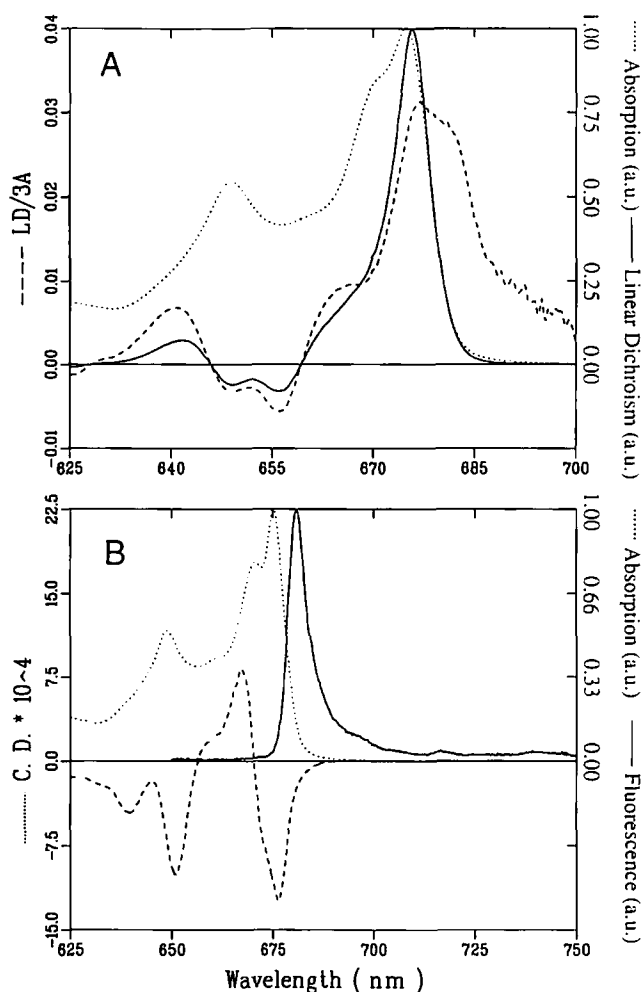 A
0.04
0.03
0.02
0.01
0.00
-0.01
---- LD/3A
1.00
0.75
0.50
0.25
0.00
........ Absorption (a.u.) —— Linear Dichroism (a.u.)
625 640 655 670 685 700
B
22.5
15.0
7.5
0.0
-7.5
-15.0
........ C. D. * 10^4
1.00
0.66
0.33
0.00
........ Absorption (a.u.) —— Fluorescence (a.u.)
625 650 675 700 725 750
Wavelength ( nm )